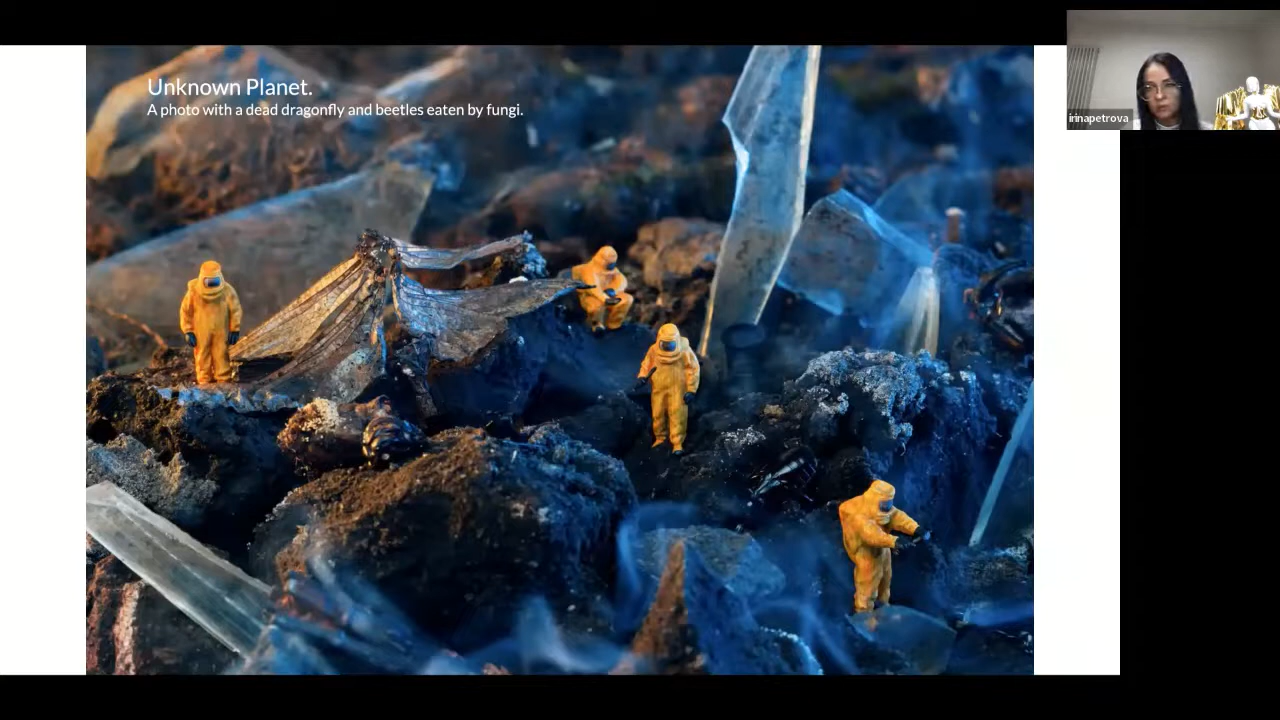 Unknown Planet.
A photo with a dead dragonfly and beetles eaten by fungi.
irinapetrova